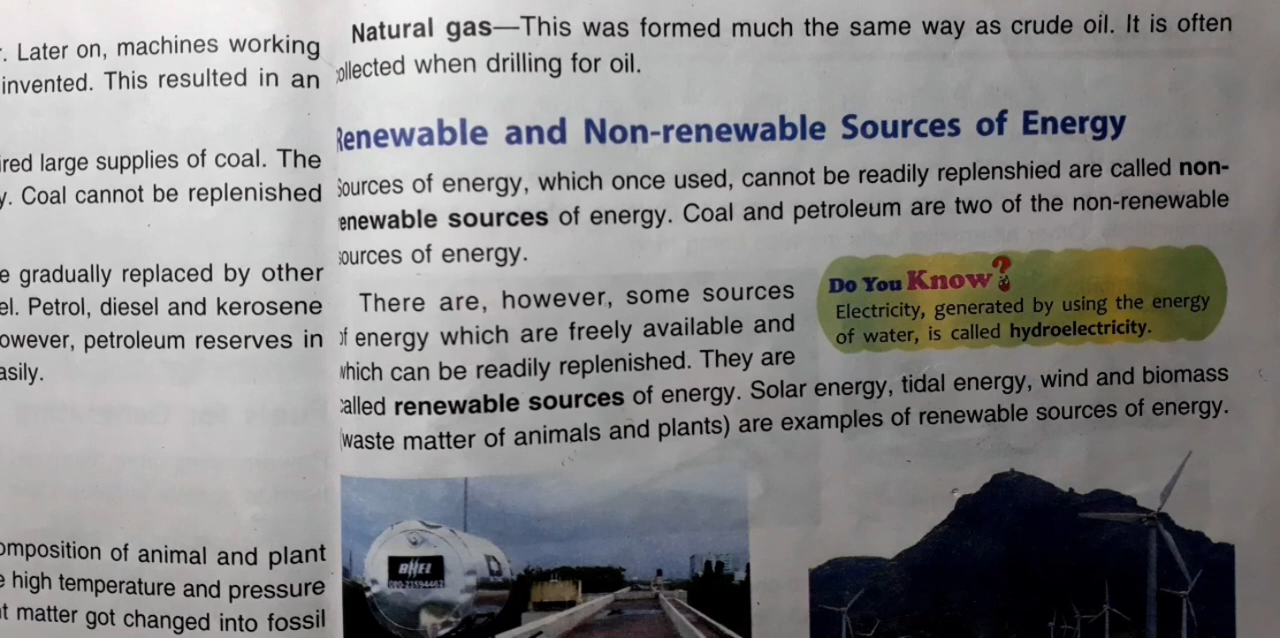 . Later on, machines working
invented. This resulted in an
ired large supplies of coal. The
y. Coal cannot be replenished
e gradually replaced by other
el. Petrol, diesel and kerosene
owever, petroleum reserves in
asily.
omposition of animal and plant
e high temperature and pressure
t matter got changed into fossil
Natural gas—This was formed much the same way as crude oil. It is often
ollected when drilling for oil.
Renewable and Non-renewable Sources of Energy
Sources of energy, which once used, cannot be readily replenshied are called non-
enewable sources of energy. Coal and petroleum are two of the non-renewable
sources of energy.
There are, however, some sources
of energy which are freely available and
which can be readily replenished. They are
called renewable sources of energy. Solar energy, tidal energy, wind and biomass
(waste matter of animals and plants) are examples of renewable sources of energy.
Do You Know?
Electricity, generated by using the energy
of water, is called hydroelectricity.
BHEL